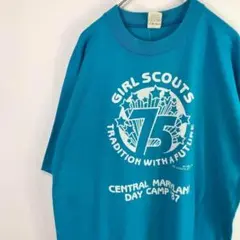 GIRL SCOUTS
75
TRADITION WITH A FUTURE
CENTRAL MARYLAND
DAY CAMP 87